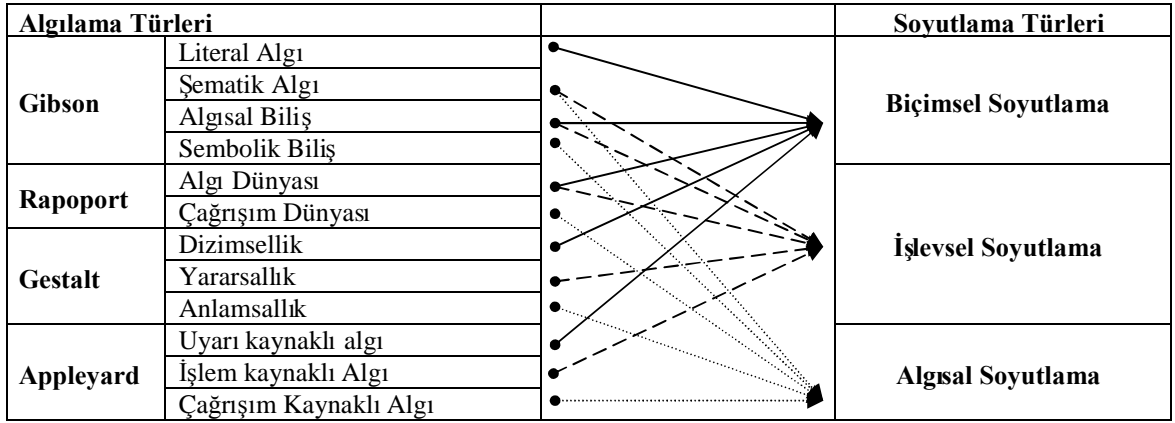 Algılama Türleri Soyutlama Türleri
Gibson
Literal Algı
Şematik Algı
Algısal Biliş
Sembolik Biliş
Biçimsel Soyutlama
Rapoport
Algı Dünyası
Çağrışım Dünyası
Gestalt
Dizimsellik
Yararsallık
Anlamsallık
İşlevsel Soyutlama
Appleyard
Uyarı kaynaklı algı
İşlem kaynaklı Algı
Çağrışım Kaynaklı Algı
Algısal Soyutlama